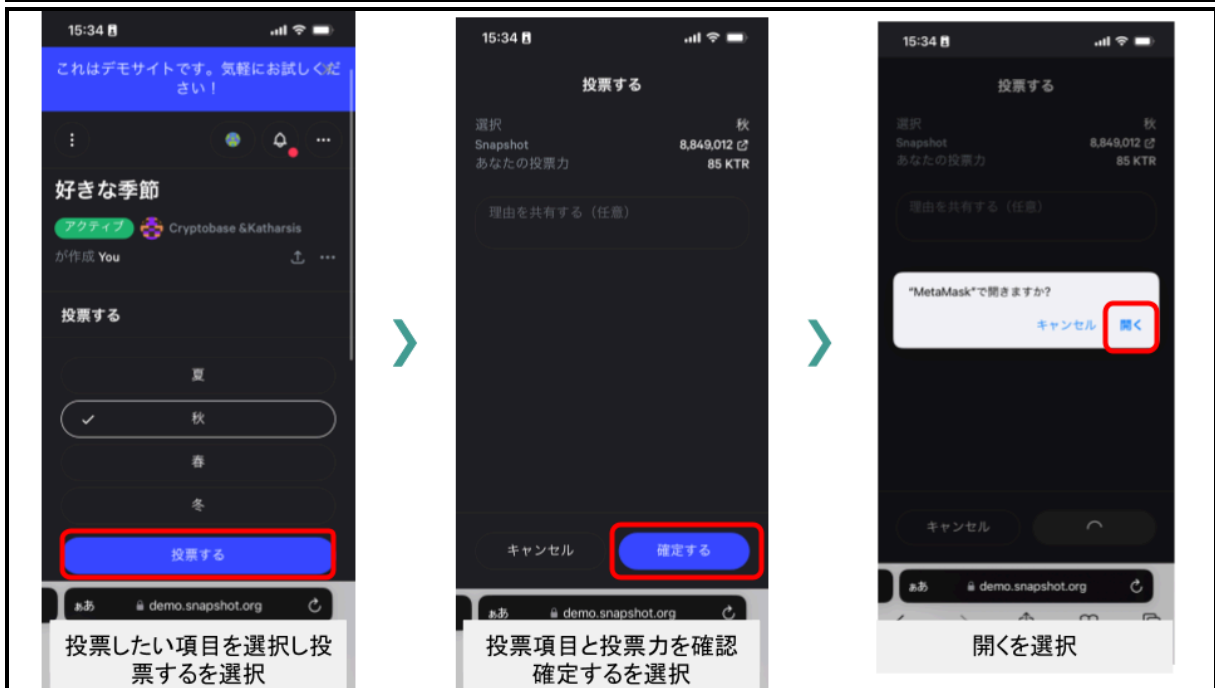 15:34
これはデモサイトです。気軽にお試しくだ
さい！
好きな季節
アクティブ Cryptobase &Katharsis
が作成 You
投票する
夏
秋
春
冬
投票する
ぁあ demo.snapshot.org
投票したい項目を選択し投
票するを選択
15:34
投票する
選択 秋
Snapshot 8,849,012
あなたの投票力 85 KTR
理由を共有する（任意）
キャンセル 確定する
ぁあ demo.snapshot.org
投票項目と投票力を確認
確定するを選択
15:34
投票する
選択 秋
Snapshot 8,849,012
あなたの投票力 85 KTR
理由を共有する（任意）
"MetaMask"で開きますか?
キャンセル 開く
キャンセル
ぁあ demo.snapshot.org
開くを選択